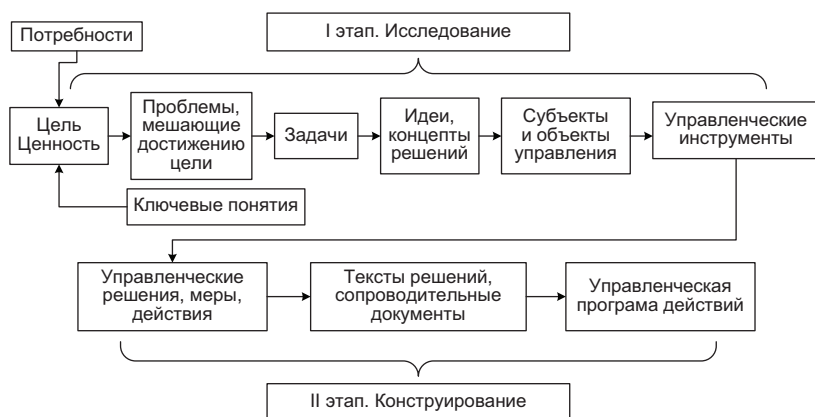 Потребности
I этап. Исследование
Цель
Ценность
Проблемы,
мешающие
достижению
цели
Задачи
Идеи,
концепты
решений
Субъекты
и объекты
управления
Управленческие
инструменты
Ключевые понятия
Управленческие
решения, меры,
действия
Тексты решений,
сопроводительные
документы
Управленческая
програма действий
II этап. Конструирование